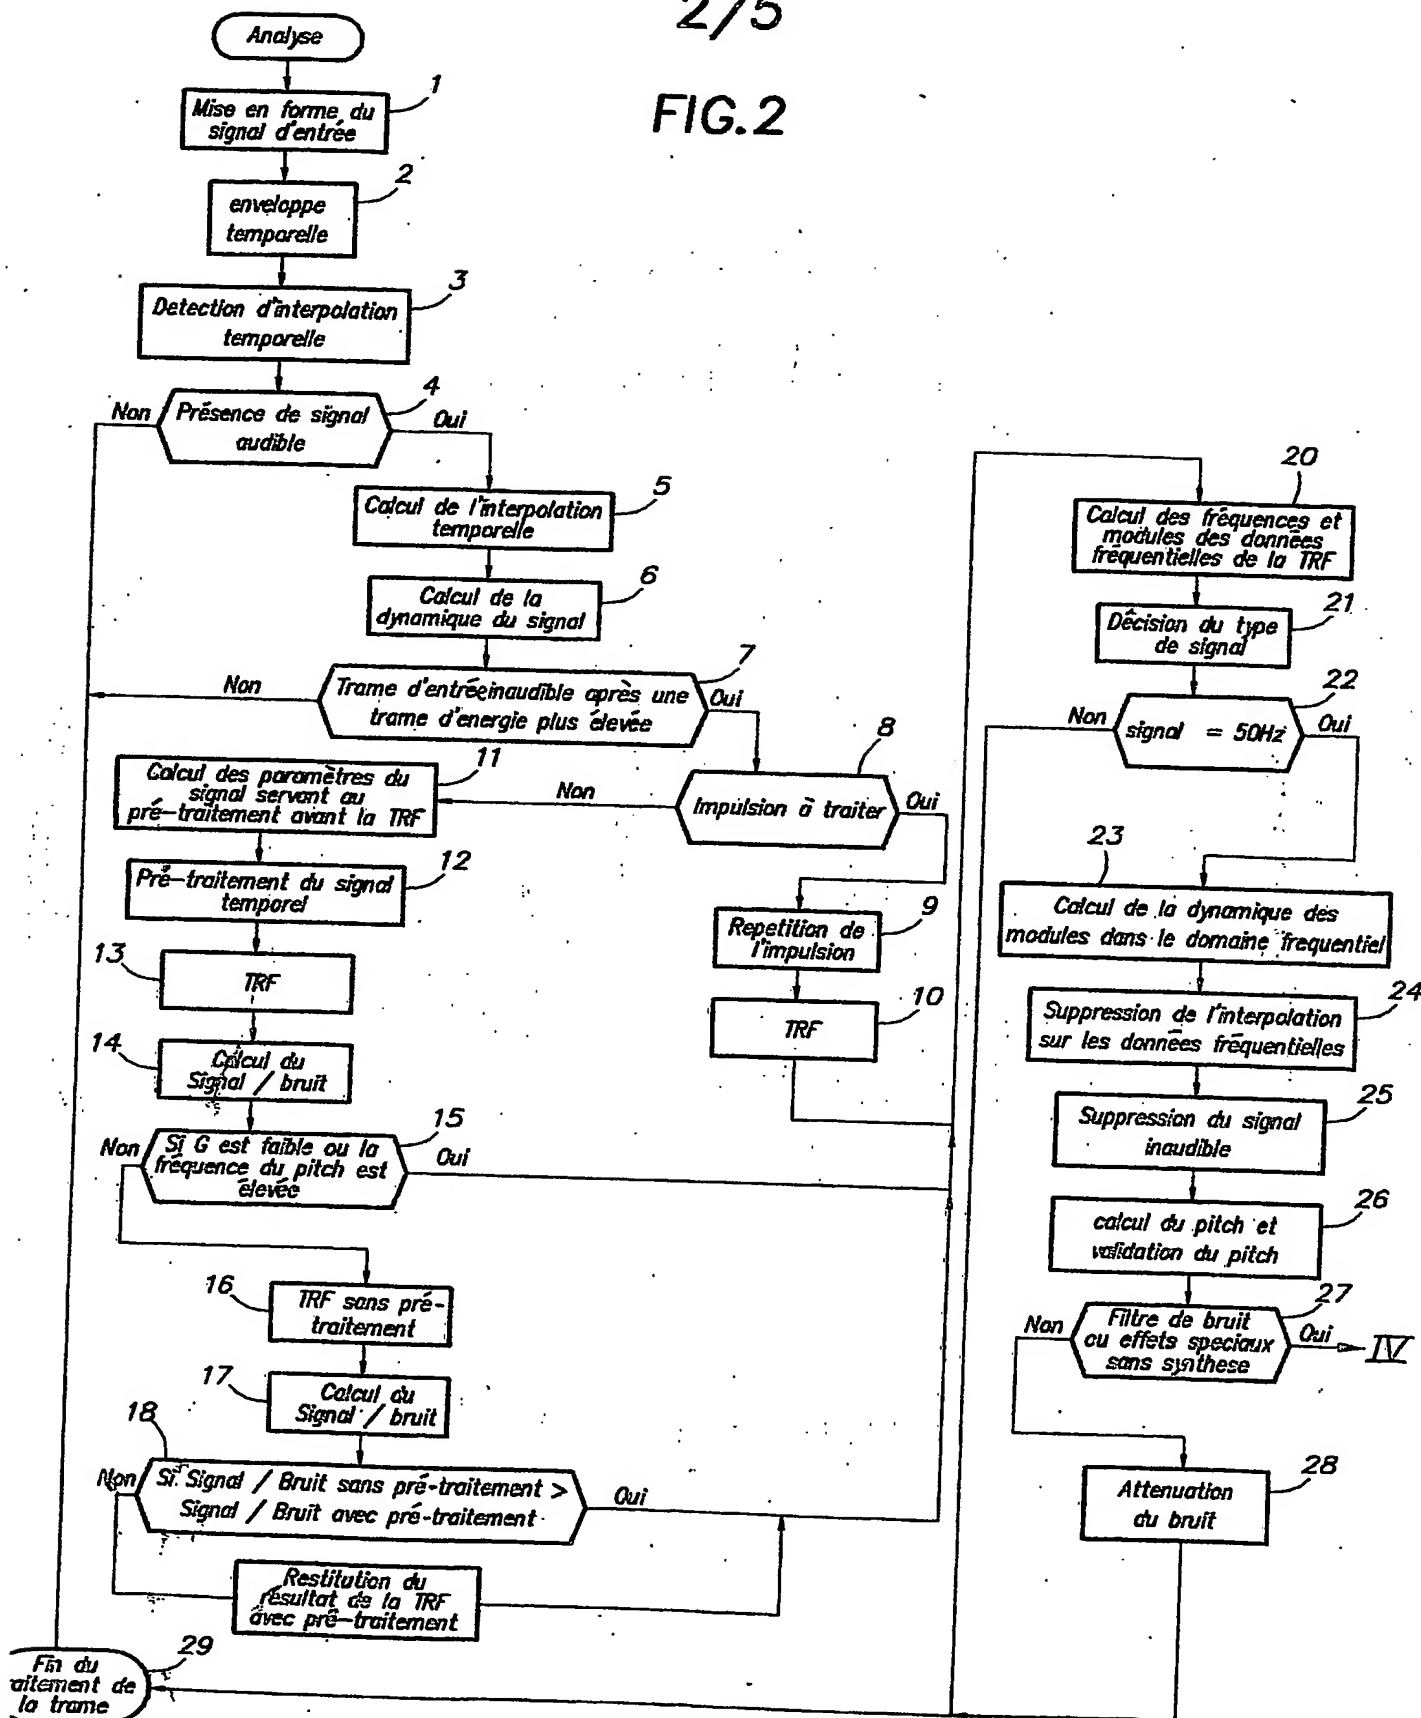 2/5
FIG.2
Analyse
1
Mise en forme du
signal d'entrée
2
enveloppe
temporelle
3
Detection d'interpolation
temporelle
4
Non
Présence de signal
audible
Oui
5
Calcul de l'interpolation
temporelle
6
Calcul de la
dynamique du signal
7
Non
Trame d'entrée inaudible après une
trame d'energie plus élevée
Oui
8
Impulsion à traiter
Non
Oui
9
Repetition de
l'impulsion
10
TRF
11
Calcul des paramètres du
signal servant au
pré-traitement avant la TRF
12
Pré-traitement du signal
temporel
13
TRF
14
Calcul du
Signal / bruit
15
Non
Si G est faible ou la
fréquence du pitch est
élevée
Oui
16
TRF sans pré-
traitement
17
Calcul du
Signal / bruit
18
Non
Si Signal / Bruit sans pré-traitement >
Signal / Bruit avec pré-traitement
Oui
Restitution du
résultat de la TRF
avec pré-traitement
29
Fin du
aitement de
la trame
20
Calcul des fréquences et
modules des données
fréquentielles de la TRF
21
Décision du type
de signal
22
Non
signal = 50Hz
Oui
23
Calcul de la dynamique des
modules dans le domaine frequentiel
24
Suppression de l'interpolation
sur les données fréquentielles
25
Suppression du signal
inaudible
26
calcul du pitch et
validation du pitch
27
Non
Filtre de bruit
ou effets speciaux
sans synthese
Oui
IV
28
Attenuation
du bruit